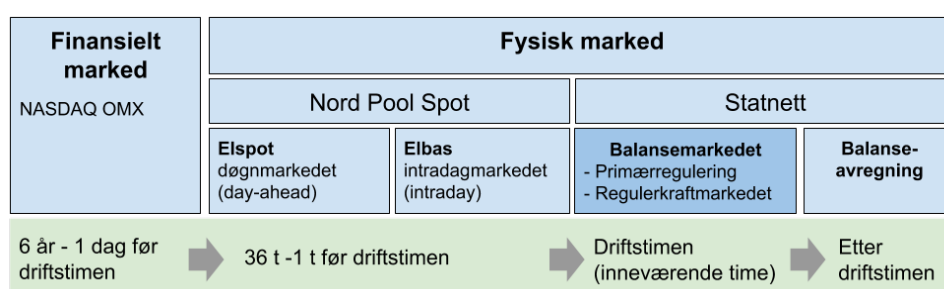 Finansielt
marked
NASDAQ OMX
Fysisk marked
Nord Pool Spot
Statnett
Elspot
døgnmarkedet
(day-ahead)
Elbas
intradagmarkedet
(intraday)
Balansemarkedet
- Primærregulering
- Regulerkraftmarkedet
Balanse-
avregning
6 år - 1 dag før
driftstimen
36 t -1 t før driftstimen
Driftstimen
(inneværende time)
Etter
driftstimen